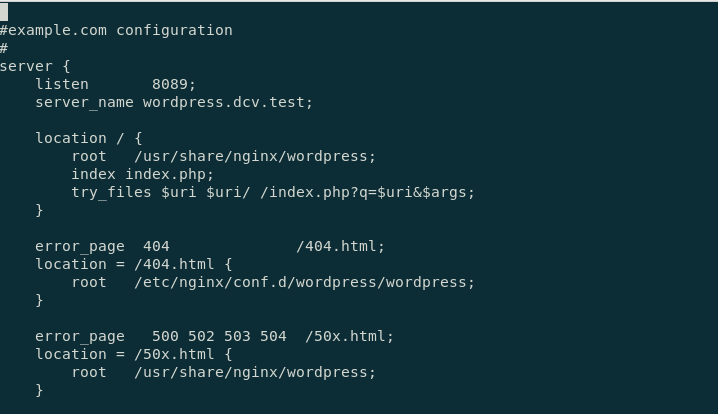 #example.com configuration
#
server {
    listen       8089;
    server_name wordpress.dcv.test;

    location / {
        root   /usr/share/nginx/wordpress;
        index index.php;
        try_files $uri $uri/ /index.php?q=$uri&$args;
    }

    error_page  404              /404.html;
    location = /404.html {
        root   /etc/nginx/conf.d/wordpress/wordpress;
    }

    error_page   500 502 503 504  /50x.html;
    location = /50x.html {
        root   /usr/share/nginx/wordpress;
    }